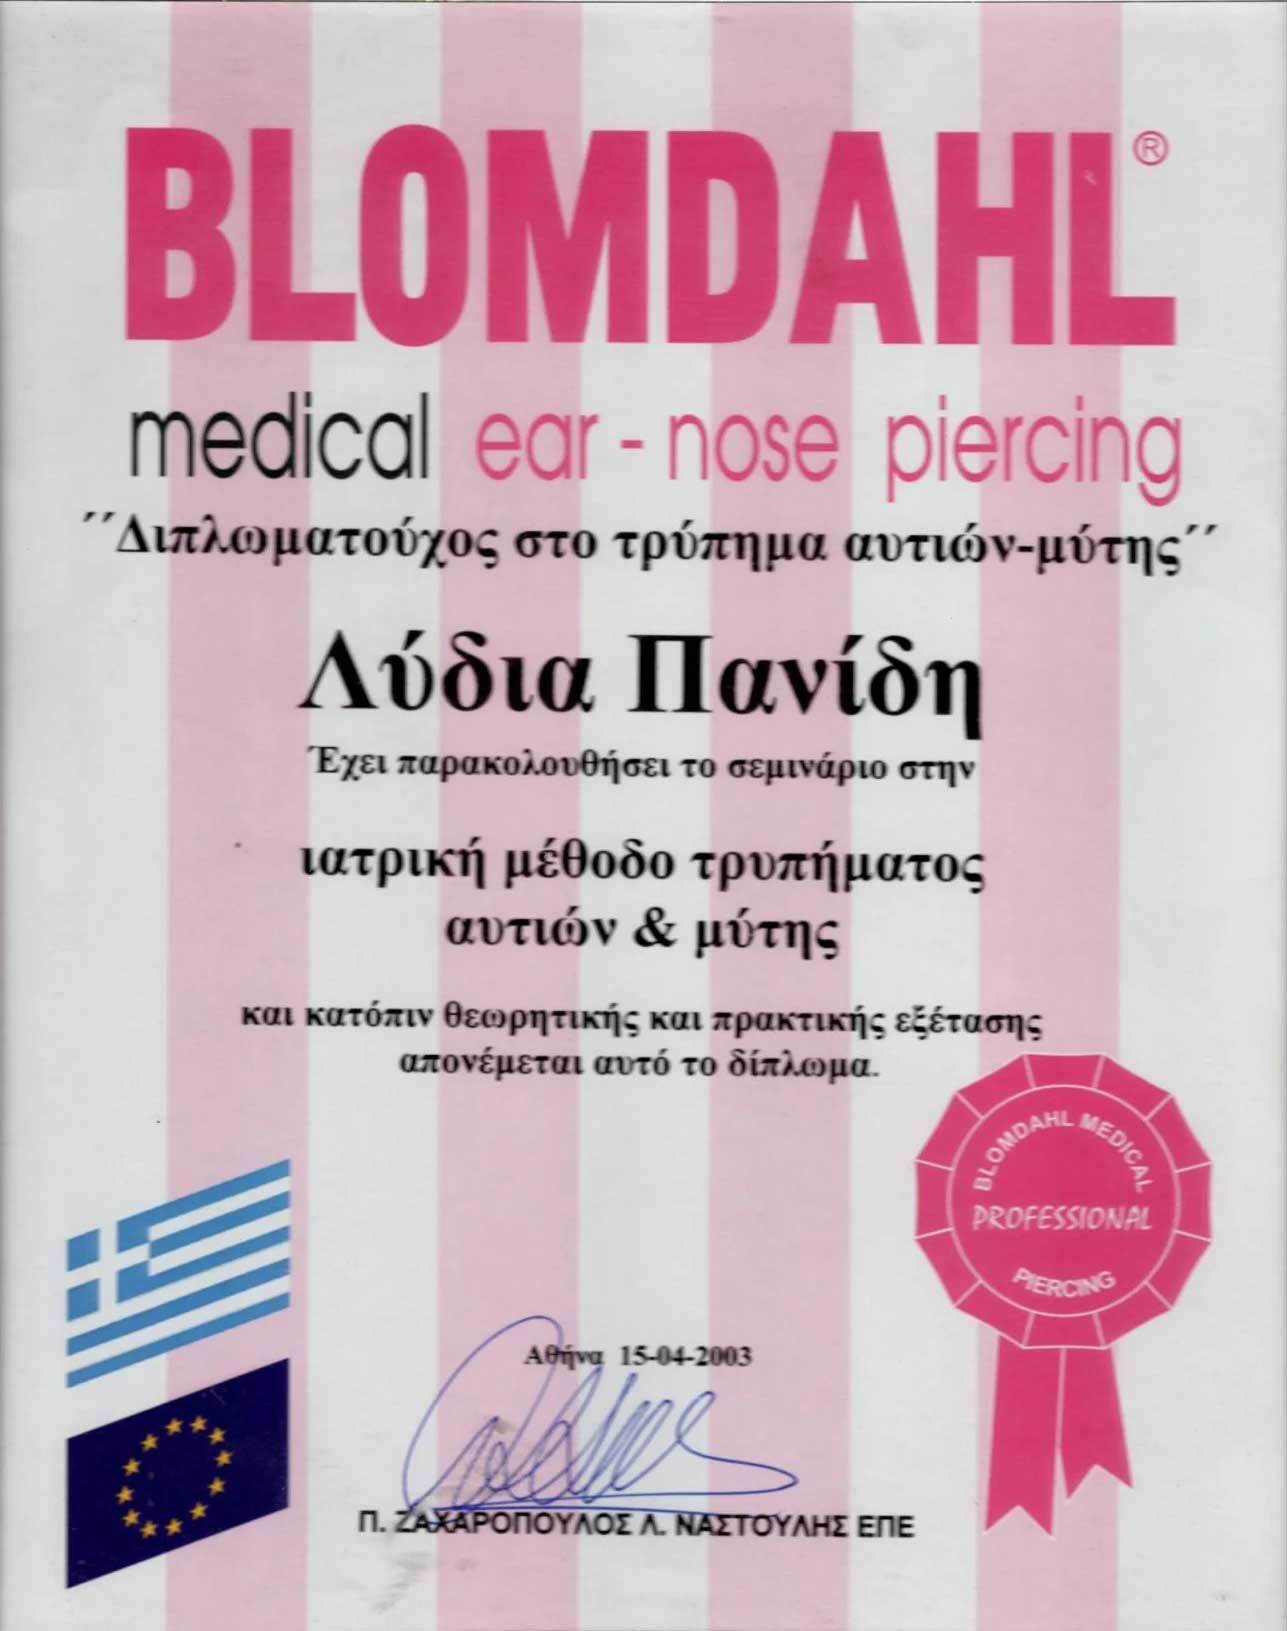 BLOMDAHL®
medical ear - nose piercing
΄΄Διπλωματούχος στο τρύπημα αυτιών-μύτης΄΄
Λύδια Πανίδη
Έχει παρακολουθήσει το σεμινάριο στην
ιατρική μέθοδο τρυπήματος
αυτιών & μύτης
και κατόπιν θεωρητικής και πρακτικής εξέτασης
απονέμεται αυτό το δίπλωμα.
BLOMDAHL MEDICAL
PROFESSIONAL
PIERCING
Αθήνα 15-04-2003
Π. ΖΑΧΑΡΟΠΟΥΛΟΣ Λ. ΝΑΣΤΟΥΛΗΣ ΕΠΕ